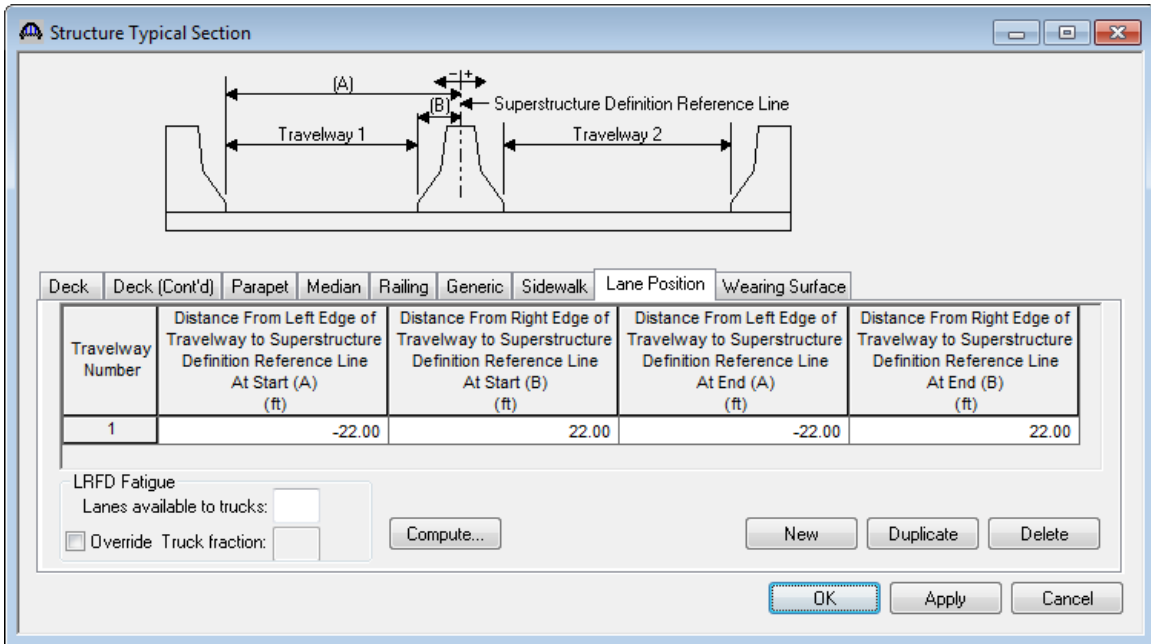 Structure Typical Section
(A)
- +
(B)
Superstructure Definition Reference Line
Travelway 1
Travelway 2
Deck
Deck (Cont'd)
Parapet
Median
Railing
Generic
Sidewalk
Lane Position
Wearing Surface
Travelway
Number
Distance From Left Edge of
Travelway to Superstructure
Definition Reference Line
At Start (A)
(ft)
Distance From Right Edge of
Travelway to Superstructure
Definition Reference Line
At Start (B)
(ft)
Distance From Left Edge of
Travelway to Superstructure
Definition Reference Line
At End (A)
(ft)
Distance From Right Edge of
Travelway to Superstructure
Definition Reference Line
At End (B)
(ft)
1
-22.00
22.00
-22.00
22.00
LRFD Fatigue
Lanes available to trucks:
Override
Truck fraction:
Compute...
New
Duplicate
Delete
OK
Apply
Cancel